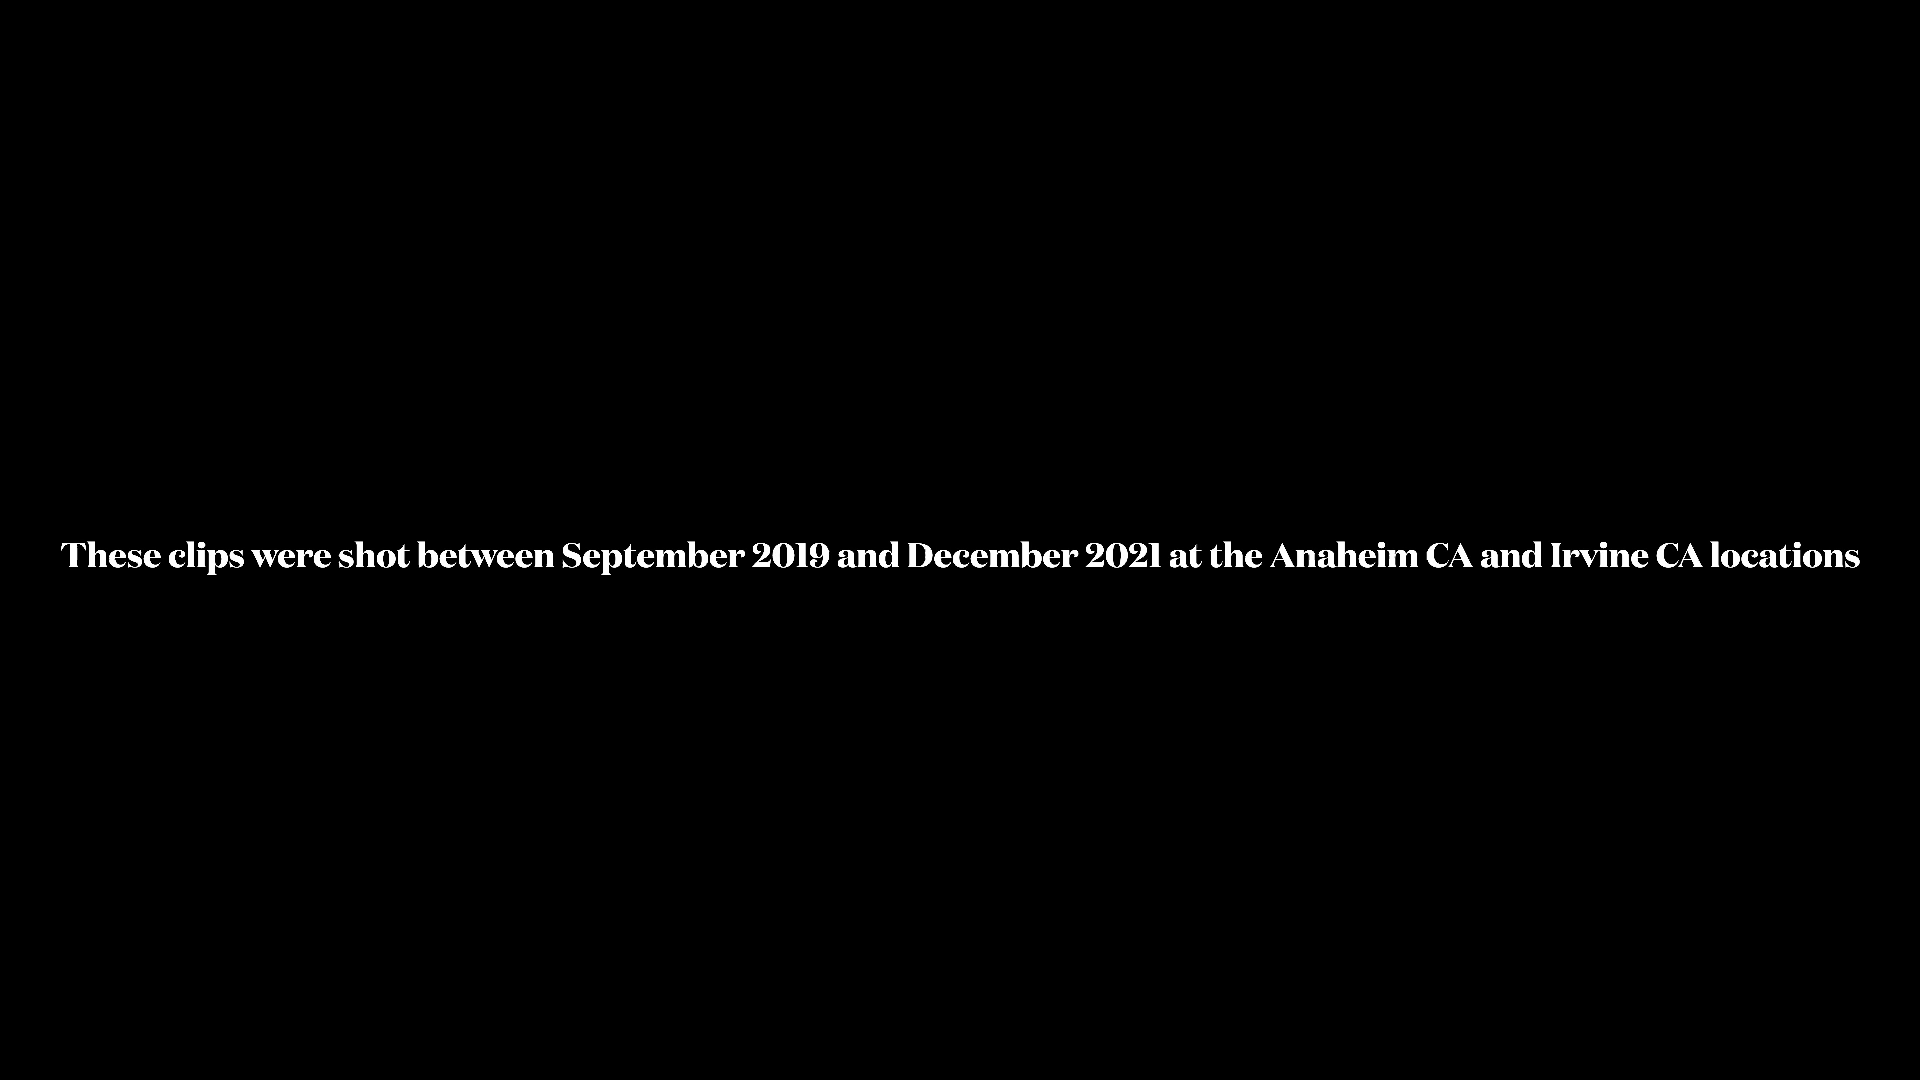 These clips were shot between September 2019 and December 2021 at the Anaheim CA and Irvine CA locations